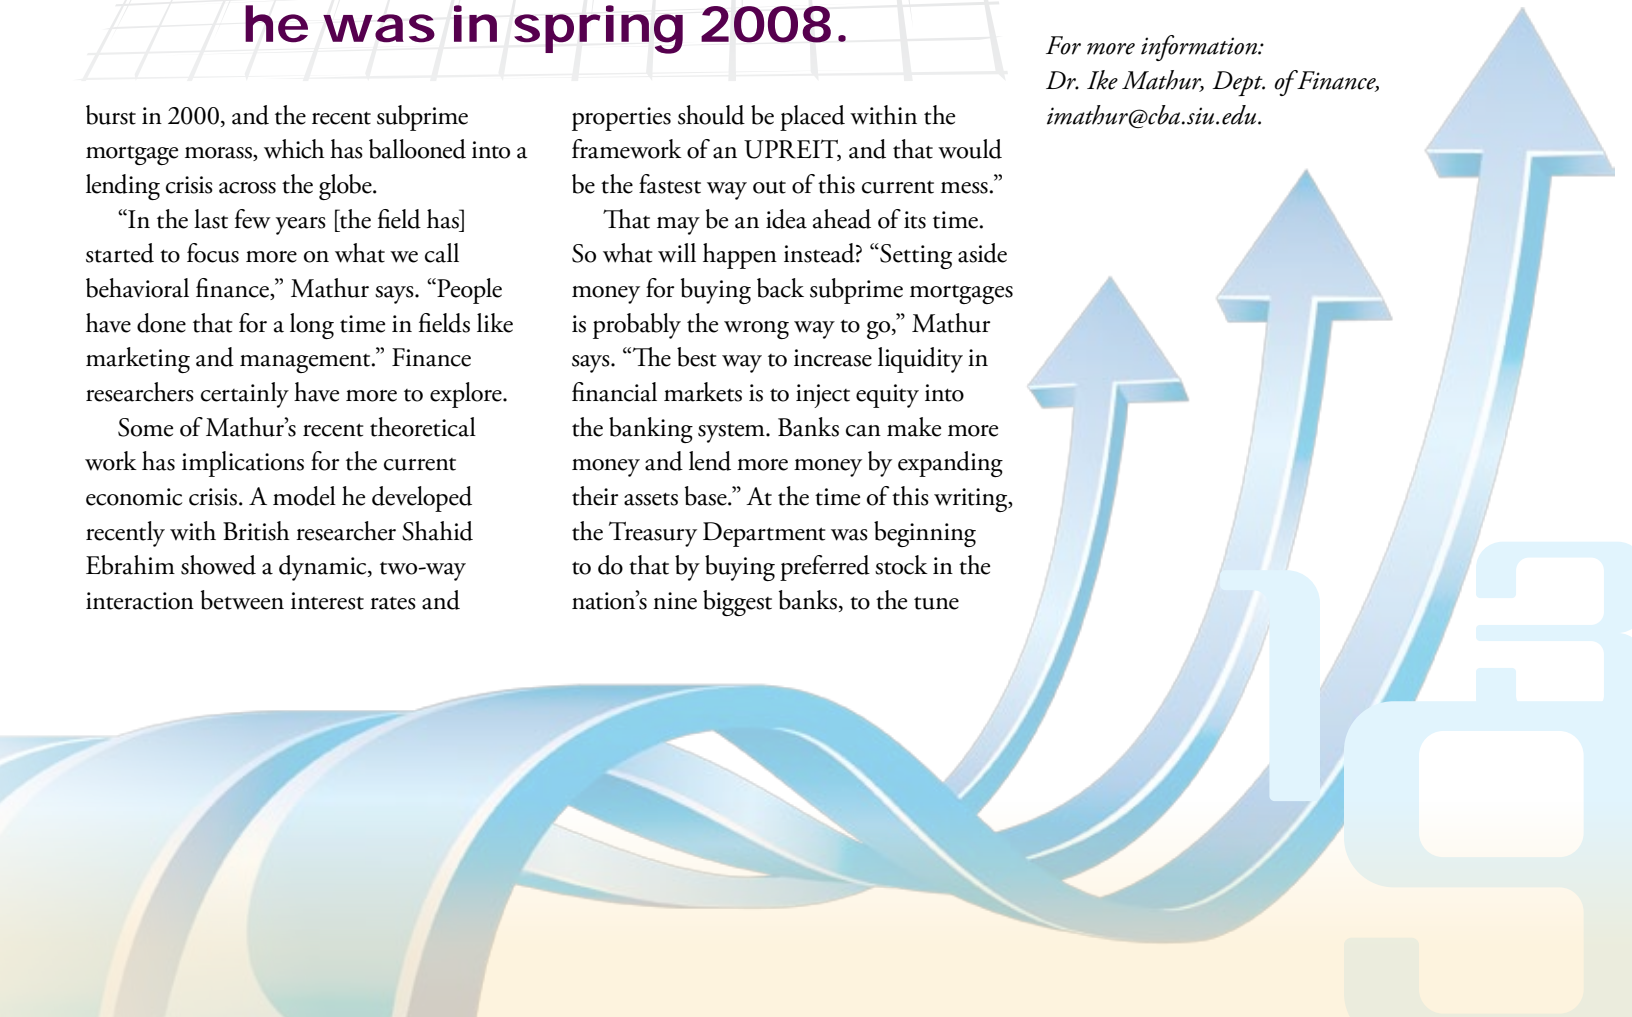 he was in spring 2008.
burst in 2000, and the recent subprime
mortgage morass, which has ballooned into a
lending crisis across the globe.
“In the last few years [the field has]
started to focus more on what we call
behavioral finance,” Mathur says. “People
have done that for a long time in fields like
marketing and management.” Finance
researchers certainly have more to explore.
Some of Mathur’s recent theoretical
work has implications for the current
economic crisis. A model he developed
recently with British researcher Shahid
Ebrahim showed a dynamic, two-way
interaction between interest rates and
properties should be placed within the
framework of an UPREIT, and that would
be the fastest way out of this current mess.”
That may be an idea ahead of its time.
So what will happen instead? “Setting aside
money for buying back subprime mortgages
is probably the wrong way to go,” Mathur
says. “The best way to increase liquidity in
financial markets is to inject equity into
the banking system. Banks can make more
money and lend more money by expanding
their assets base.” At the time of this writing,
the Treasury Department was beginning
to do that by buying preferred stock in the
nation’s nine biggest banks, to the tune
For more information:
Dr. Ike Mathur, Dept. of Finance,
imathur@cba.siu.edu.
1 3
9